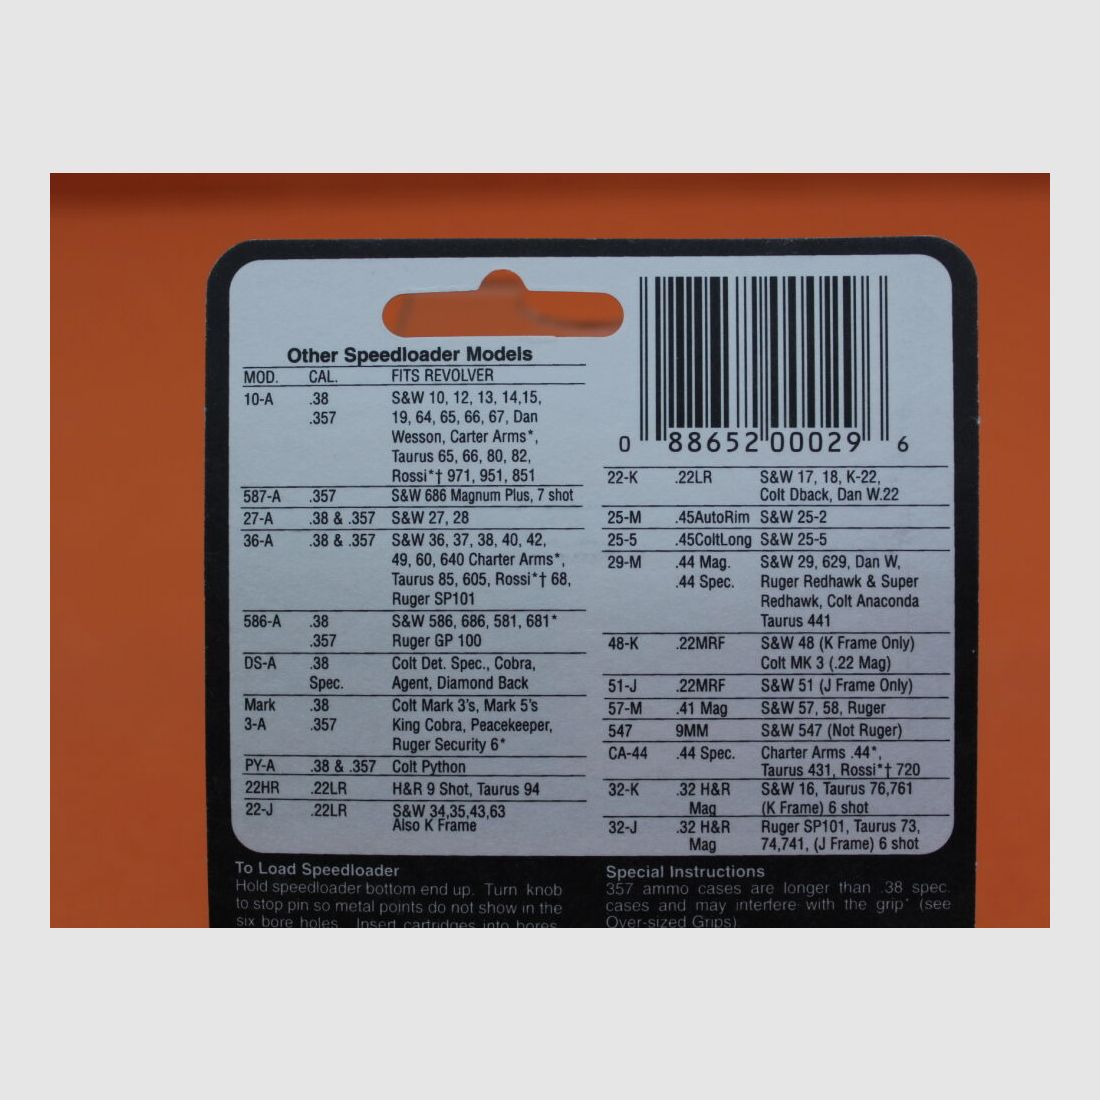 Other Speedloader Models
MOD. CAL. FITS REVOLVER
10-A .38 S&W 10, 12, 13, 14,15,
.357 19, 64, 65, 66, 67, Dan
Wesson, Carter Arms*,
Taurus 65, 66, 80, 82,
Rossi*† 971, 951, 851
587-A .357 S&W 686 Magnum Plus, 7 shot
27-A .38 & .357 S&W 27, 28
36-A .38 & .357 S&W 36, 37, 38, 40, 42,
49, 60, 640 Charter Arms*,
Taurus 85, 605, Rossi*† 68,
Ruger SP101
586-A .38 S&W 586, 686, 581, 681*
.357 Ruger GP 100
DS-A .38 Colt Det. Spec., Cobra,
Spec. Agent, Diamond Back
Mark .38 Colt Mark 3's, Mark 5's
3-A .357 King Cobra, Peacekeeper,
Ruger Security 6*
PY-A .38 & .357 Colt Python
22HR .22LR H&R 9 Shot, Taurus 94
22-J .22LR S&W 34,35,43,63
Also K Frame
0 88652 00029 6
22-K .22LR S&W 17, 18, K-22,
Colt Dback, Dan W.22
25-M .45AutoRim S&W 25-2
25-5 .45ColtLong S&W 25-5
29-M .44 Mag. S&W 29, 629, Dan W,
.44 Spec. Ruger Redhawk & Super
Redhawk, Colt Anaconda
Taurus 441
48-K .22MRF S&W 48 (K Frame Only)
Colt MK 3 (.22 Mag)
51-J .22MRF S&W 51 (J Frame Only)
57-M .41 Mag S&W 57, 58, Ruger
547 9MM S&W 547 (Not Ruger)
CA-44 .44 Spec. Charter Arms .44*,
Taurus 431, Rossi*† 720
32-K .32 H&R S&W 16, Taurus 76,761
Mag (K Frame) 6 shot
32-J .32 H&R Ruger SP101, Taurus 73,
Mag 74,741, (J Frame) 6 shot
To Load Speedloader
Hold speedloader bottom end up. Turn knob
to stop pin so metal points do not show in the
six bore holes. Insert cartridges into bores
Special Instructions
357 ammo cases are longer than .38 spec.
cases and may interfere with the grip* (see
Over-sized Grips)